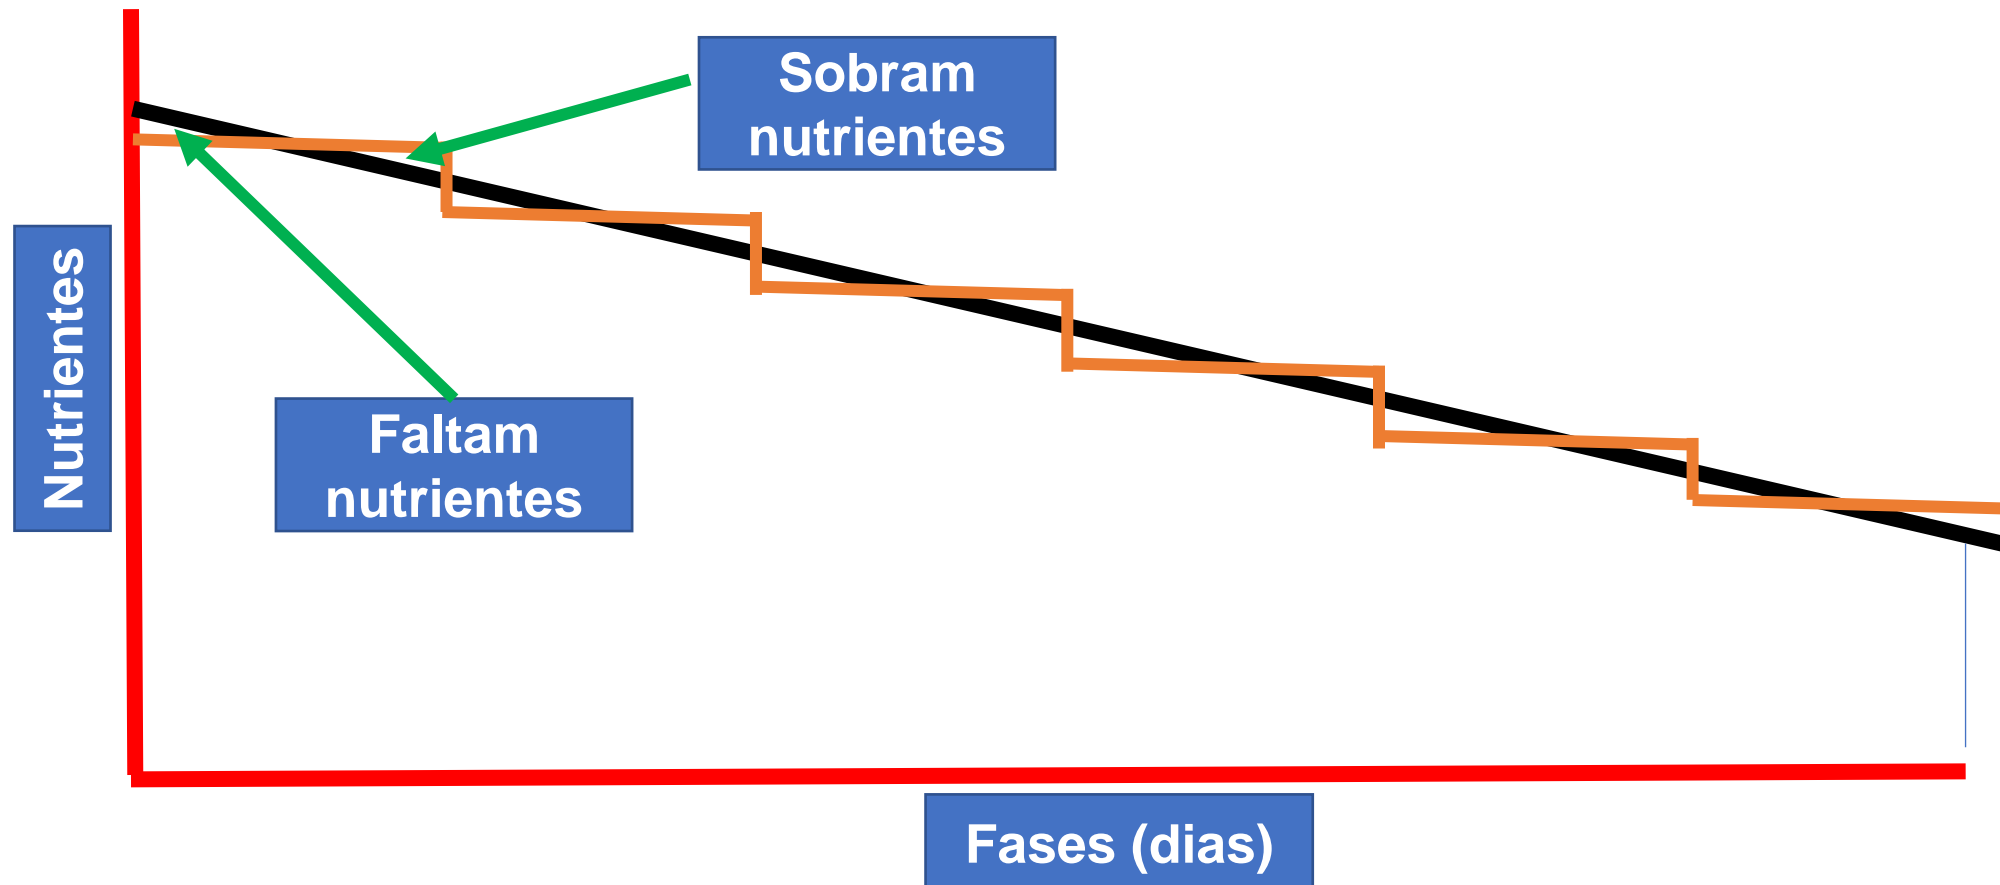 Sobram
nutrientes
Nutrientes
Faltam
nutrientes
Fases (dias)